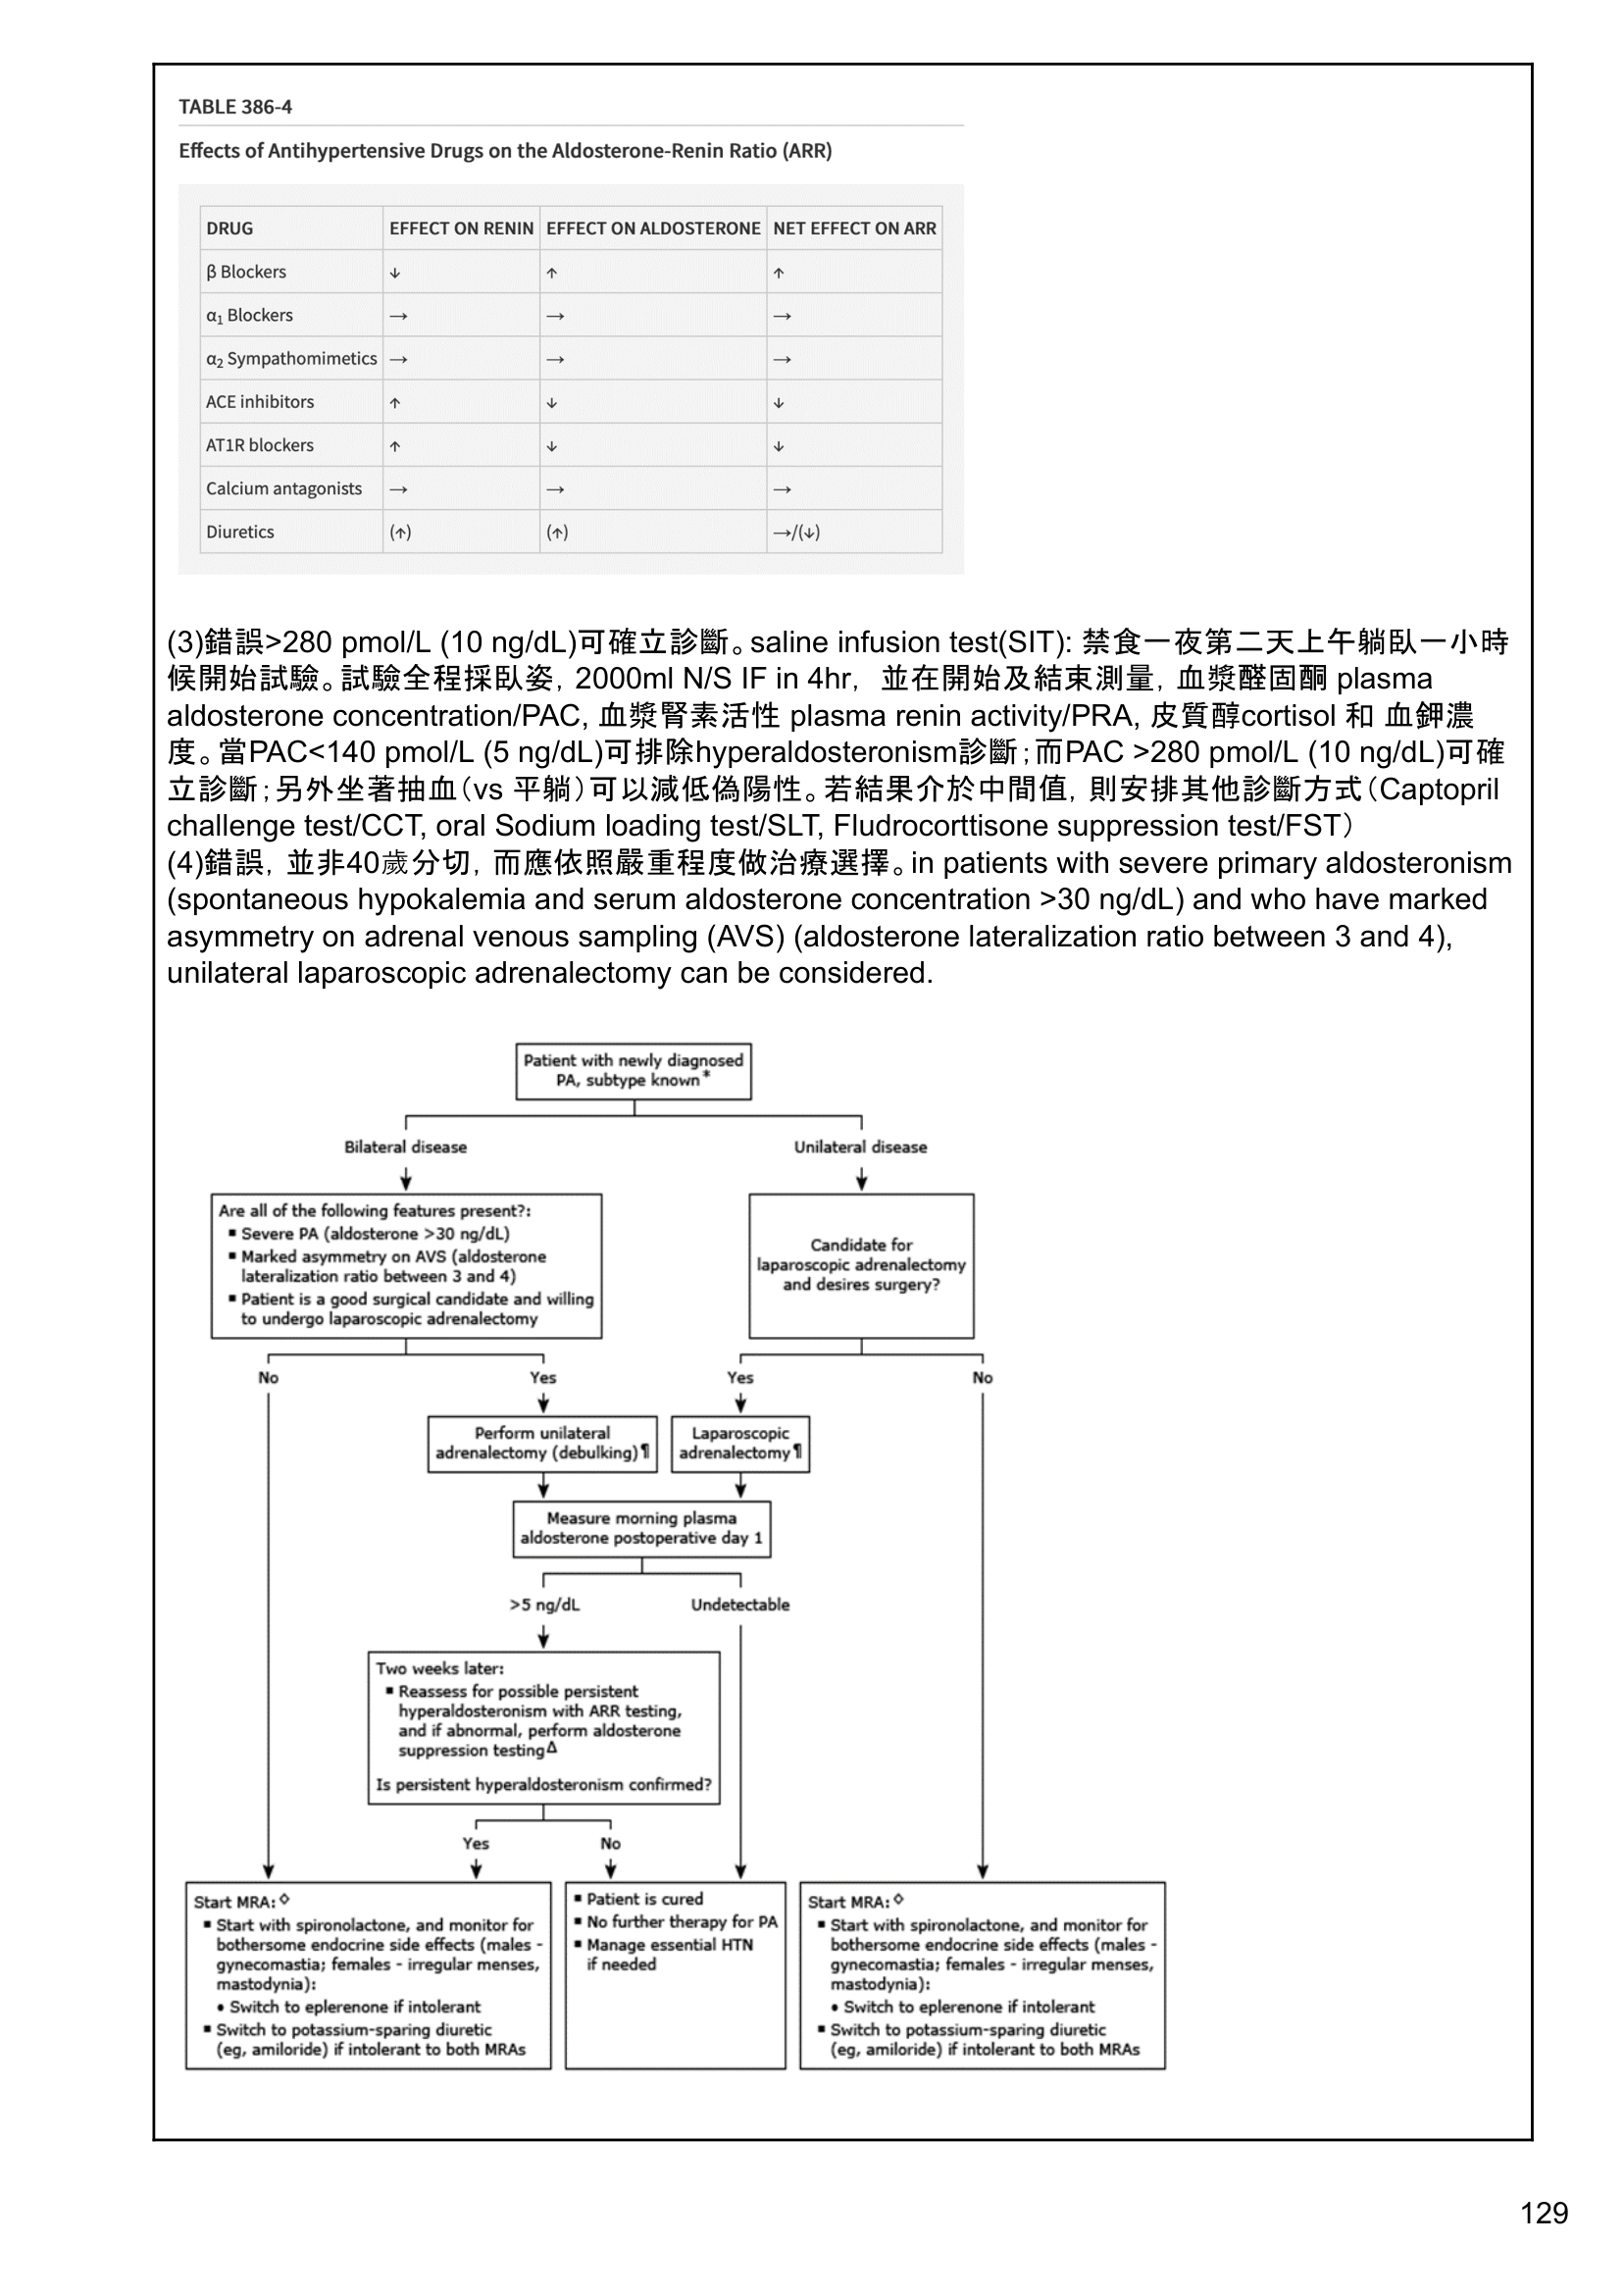 TABLE 386-4
Effects of Antihypertensive Drugs on the Aldosterone-Renin Ratio (ARR)
DRUG EFFECT ON RENIN EFFECT ON ALDOSTERONE NET EFFECT ON ARR
β Blockers ↓ ↑ ↑
α₁ Blockers → → →
α₂ Sympathomimetics → → →
ACE inhibitors ↑ ↓ ↓
AT1R blockers ↑ ↓ ↓
Calcium antagonists → → →
Diuretics (↑) (↑) →/(↓)
(3)錯誤>280 pmol/L (10 ng/dL)可確立診斷。saline infusion test(SIT): 禁食一夜第二天上午躺臥一小時
候開始試驗。試驗全程採臥姿，2000ml N/S IF in 4hr， 並在開始及結束測量，血漿醛固酮 plasma
aldosterone concentration/PAC, 血漿腎素活性 plasma renin activity/PRA, 皮質醇cortisol 和 血鉀濃
度。當PAC<140 pmol/L (5 ng/dL)可排除hyperaldosteronism診斷；而PAC >280 pmol/L (10 ng/dL)可確
立診斷；另外坐著抽血（vs 平躺）可以減低偽陽性。若結果介於中間值，則安排其他診斷方式（Captopril
challenge test/CCT, oral Sodium loading test/SLT, Fludrocorttisone suppression test/FST）
(4)錯誤，並非40歲分切，而應依照嚴重程度做治療選擇。in patients with severe primary aldosteronism
(spontaneous hypokalemia and serum aldosterone concentration >30 ng/dL) and who have marked
asymmetry on adrenal venous sampling (AVS) (aldosterone lateralization ratio between 3 and 4),
unilateral laparoscopic adrenalectomy can be considered.
Patient with newly diagnosed
PA, subtype known*
Bilateral disease
Unilateral disease
Are all of the following features present?:
▪ Severe PA (aldosterone >30 ng/dL)
▪ Marked asymmetry on AVS (aldosterone
lateralization ratio between 3 and 4)
▪ Patient is a good surgical candidate and willing
to undergo laparoscopic adrenalectomy
Candidate for
laparoscopic adrenalectomy
and desires surgery?
No
Yes
Yes
No
Perform unilateral
adrenalectomy (debulking)¶
Laparoscopic
adrenalectomy¶
Measure morning plasma
aldosterone postoperative day 1
>5 ng/dL
Undetectable
Two weeks later:
▪ Reassess for possible persistent
hyperaldosteronism with ARR testing,
and if abnormal, perform aldosterone
suppression testingΔ
Is persistent hyperaldosteronism confirmed?
Yes
No
Start MRA:◇
▪ Start with spironolactone, and monitor for
bothersome endocrine side effects (males -
gynecomastia; females - irregular menses,
mastodynia):
• Switch to eplerenone if intolerant
▪ Switch to potassium-sparing diuretic
(eg, amiloride) if intolerant to both MRAs
▪ Patient is cured
▪ No further therapy for PA
▪ Manage essential HTN
if needed
Start MRA:◇
▪ Start with spironolactone, and monitor for
bothersome endocrine side effects (males -
gynecomastia; females - irregular menses,
mastodynia):
• Switch to eplerenone if intolerant
▪ Switch to potassium-sparing diuretic
(eg, amiloride) if intolerant to both MRAs
129